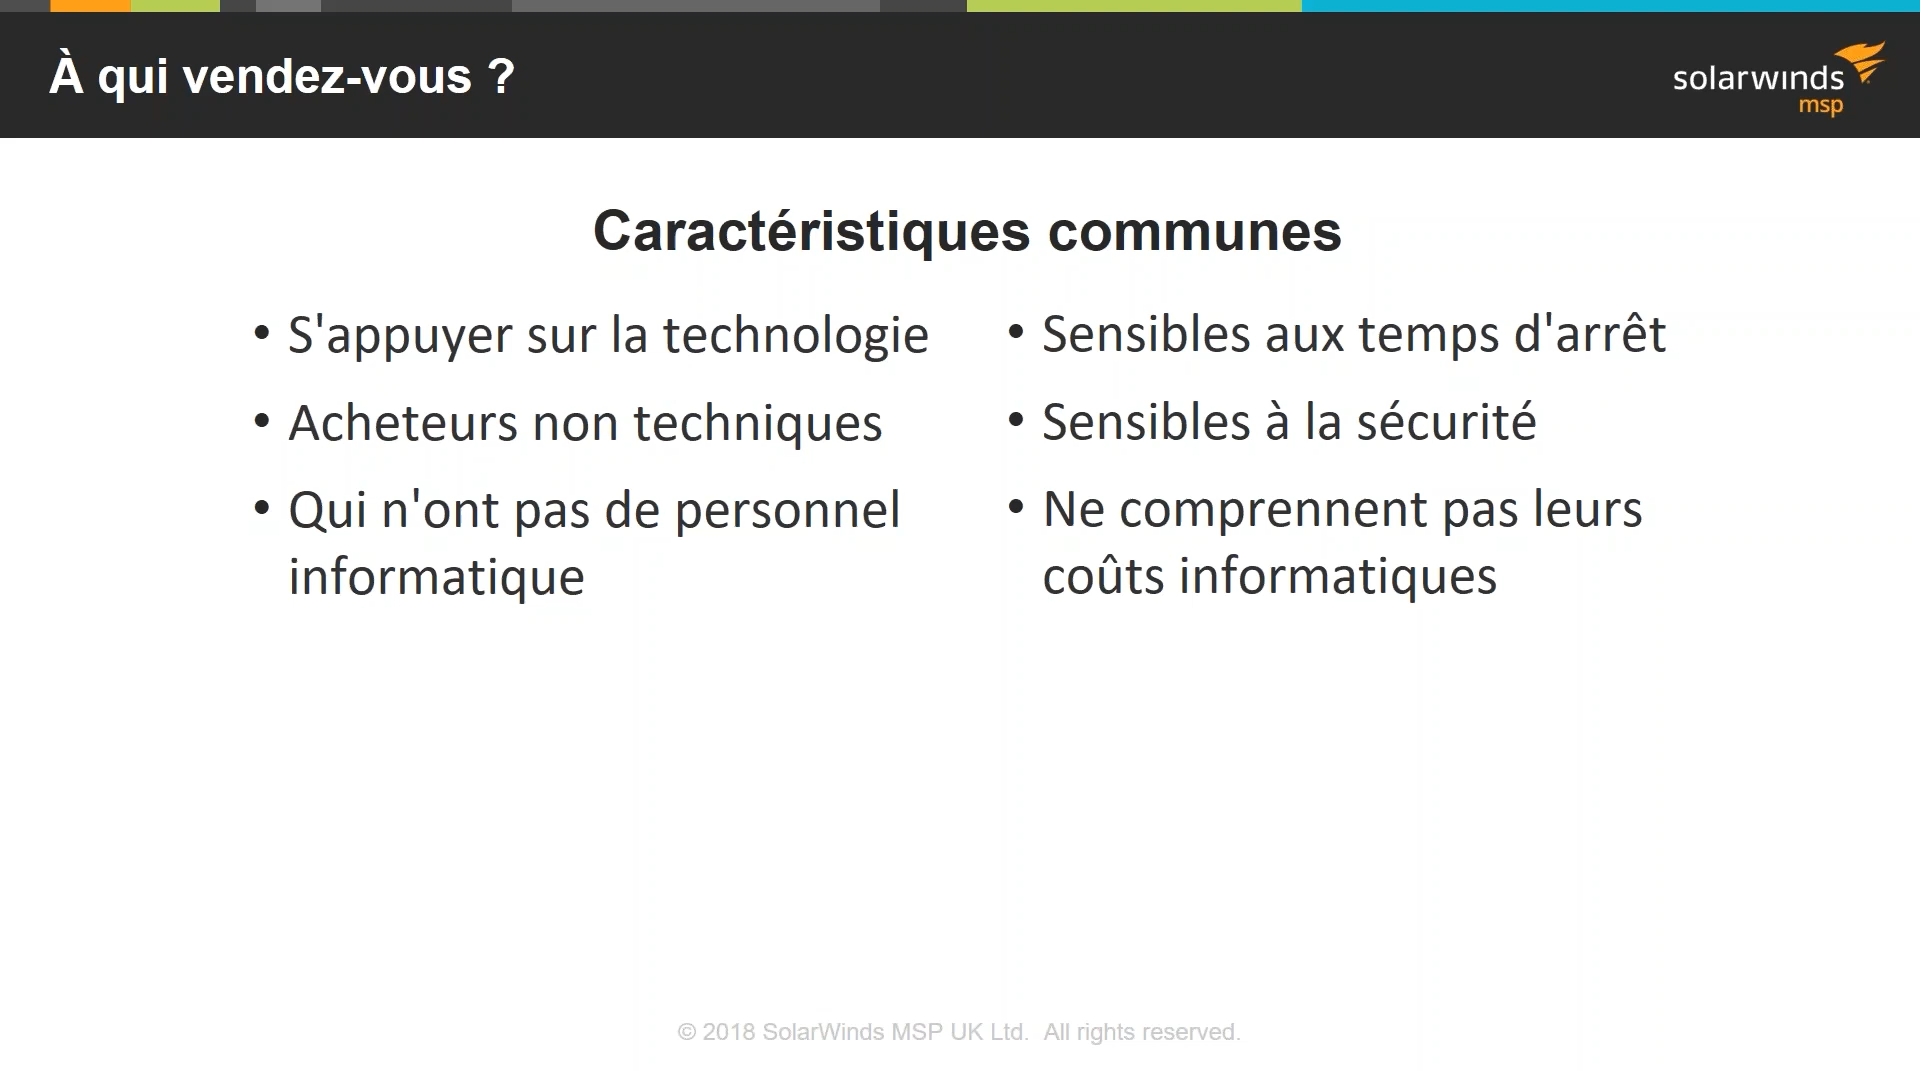 À qui vendez-vous ?
solarwinds
msp
Caractéristiques communes
• S'appuyer sur la technologie
• Acheteurs non techniques
• Qui n'ont pas de personnel
informatique
• Sensibles aux temps d'arrêt
• Sensibles à la sécurité
• Ne comprennent pas leurs
coûts informatiques
© 2018 SolarWinds MSP UK Ltd.  All rights reserved.